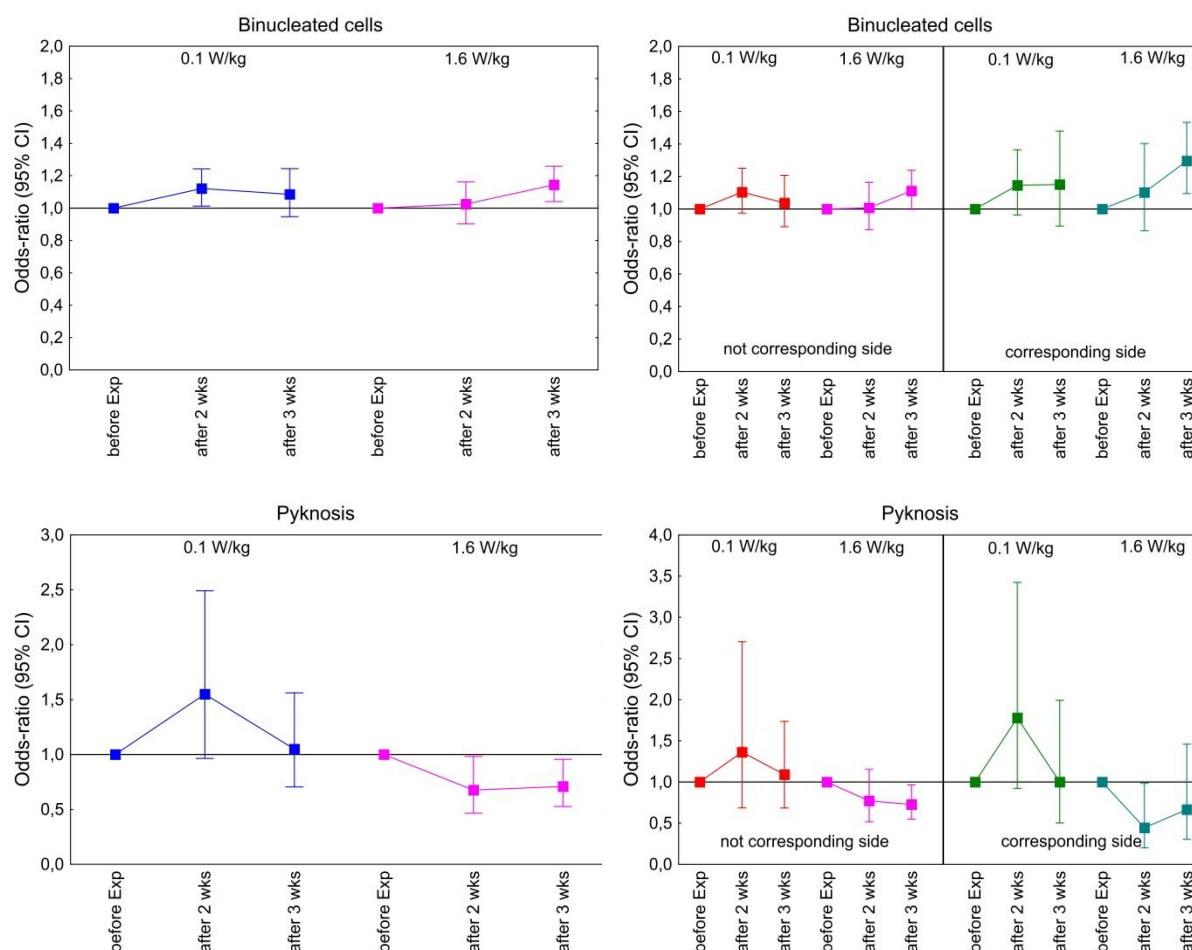 Binucleated cells
0.1 W/kg 1.6 W/kg
Odds-ratio (95% CI)
2,0
1,8
1,6
1,4
1,2
1,0
0,8
0,6
0,4
0,2
0,0
before Exp
after 2 wks
after 3 wks
before Exp
after 2 wks
after 3 wks
Binucleated cells
0.1 W/kg 1.6 W/kg 0.1 W/kg 1.6 W/kg
Odds-ratio (95% CI)
2,0
1,8
1,6
1,4
1,2
1,0
0,8
0,6
0,4
0,2
0,0
not corresponding side corresponding side
before Exp
after 2 wks
after 3 wks
before Exp
after 2 wks
after 3 wks
before Exp
after 2 wks
after 3 wks
before Exp
after 2 wks
after 3 wks
Pyknosis
0.1 W/kg 1.6 W/kg
Odds-ratio (95% CI)
3,0
2,5
2,0
1,5
1,0
0,5
0,0
before Exp
after 2 wks
after 3 wks
before Exp
after 2 wks
after 3 wks
Pyknosis
0.1 W/kg 1.6 W/kg 0.1 W/kg 1.6 W/kg
Odds-ratio (95% CI)
4,0
3,5
3,0
2,5
2,0
1,5
1,0
0,5
0,0
not corresponding side corresponding side
before Exp
after 2 wks
after 3 wks
before Exp
after 2 wks
after 3 wks
before Exp
after 2 wks
after 3 wks
before Exp
after 2 wks
after 3 wks